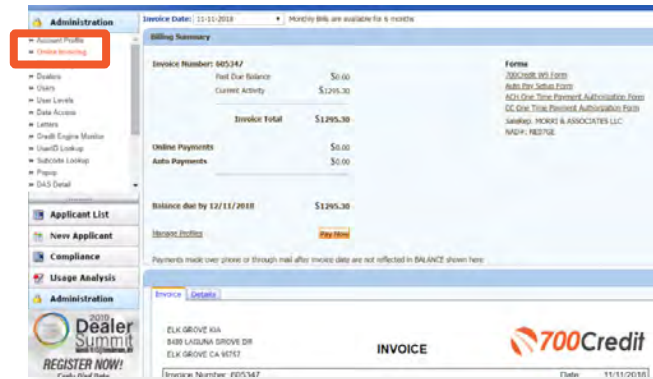 Administration
Account Profile
Online Invoicing
Dealers
Users
User Levels
Data Access
Letters
Credit Engine Monitor
UserID Lookup
Subcode Lookup
Popup
DAS Detail
Applicant List
New Applicant
Compliance
Usage Analysis
Administration
2019
Dealer
Summit
REGISTER NOW!
Invoice Date: 11-11-2018 Monthly Bills are available for 6 months
Billing Summary
Invoice Number: 605347
Past Due Balance $0.00
Current Activity $1295.30
Invoice Total $1295.30
Online Payments $0.00
Auto Payments $0.00
Balance due by 12/11/2018 $1295.30
Manage Profiles Pay Now
Payments made over phone or through mail after invoice date are not reflected in BALANCE shown here
Forms
700Credit W9 Form
Auto Pay Setup Form
ACH One Time Payment Authorization Form
CC One Time Payment Authorization Form
Invoice Details
ELK GROVE KIA
8480 LAGUNA GROVE DR
ELK GROVE CA 95757
INVOICE
700Credit
Invoice Number 605347 Date 11/11/2018